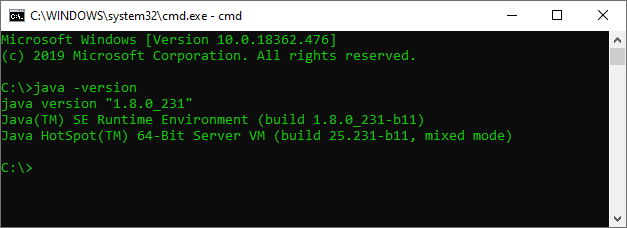 C:\WINDOWS\system32\cmd.exe - cmd
Microsoft Windows [Version 10.0.18362.476]
(c) 2019 Microsoft Corporation. All rights reserved.
C:\>java -version
java version "1.8.0_231"
Java(TM) SE Runtime Environment (build 1.8.0_231-b11)
Java HotSpot(TM) 64-Bit Server VM (build 25.231-b11, mixed mode)
C:\>